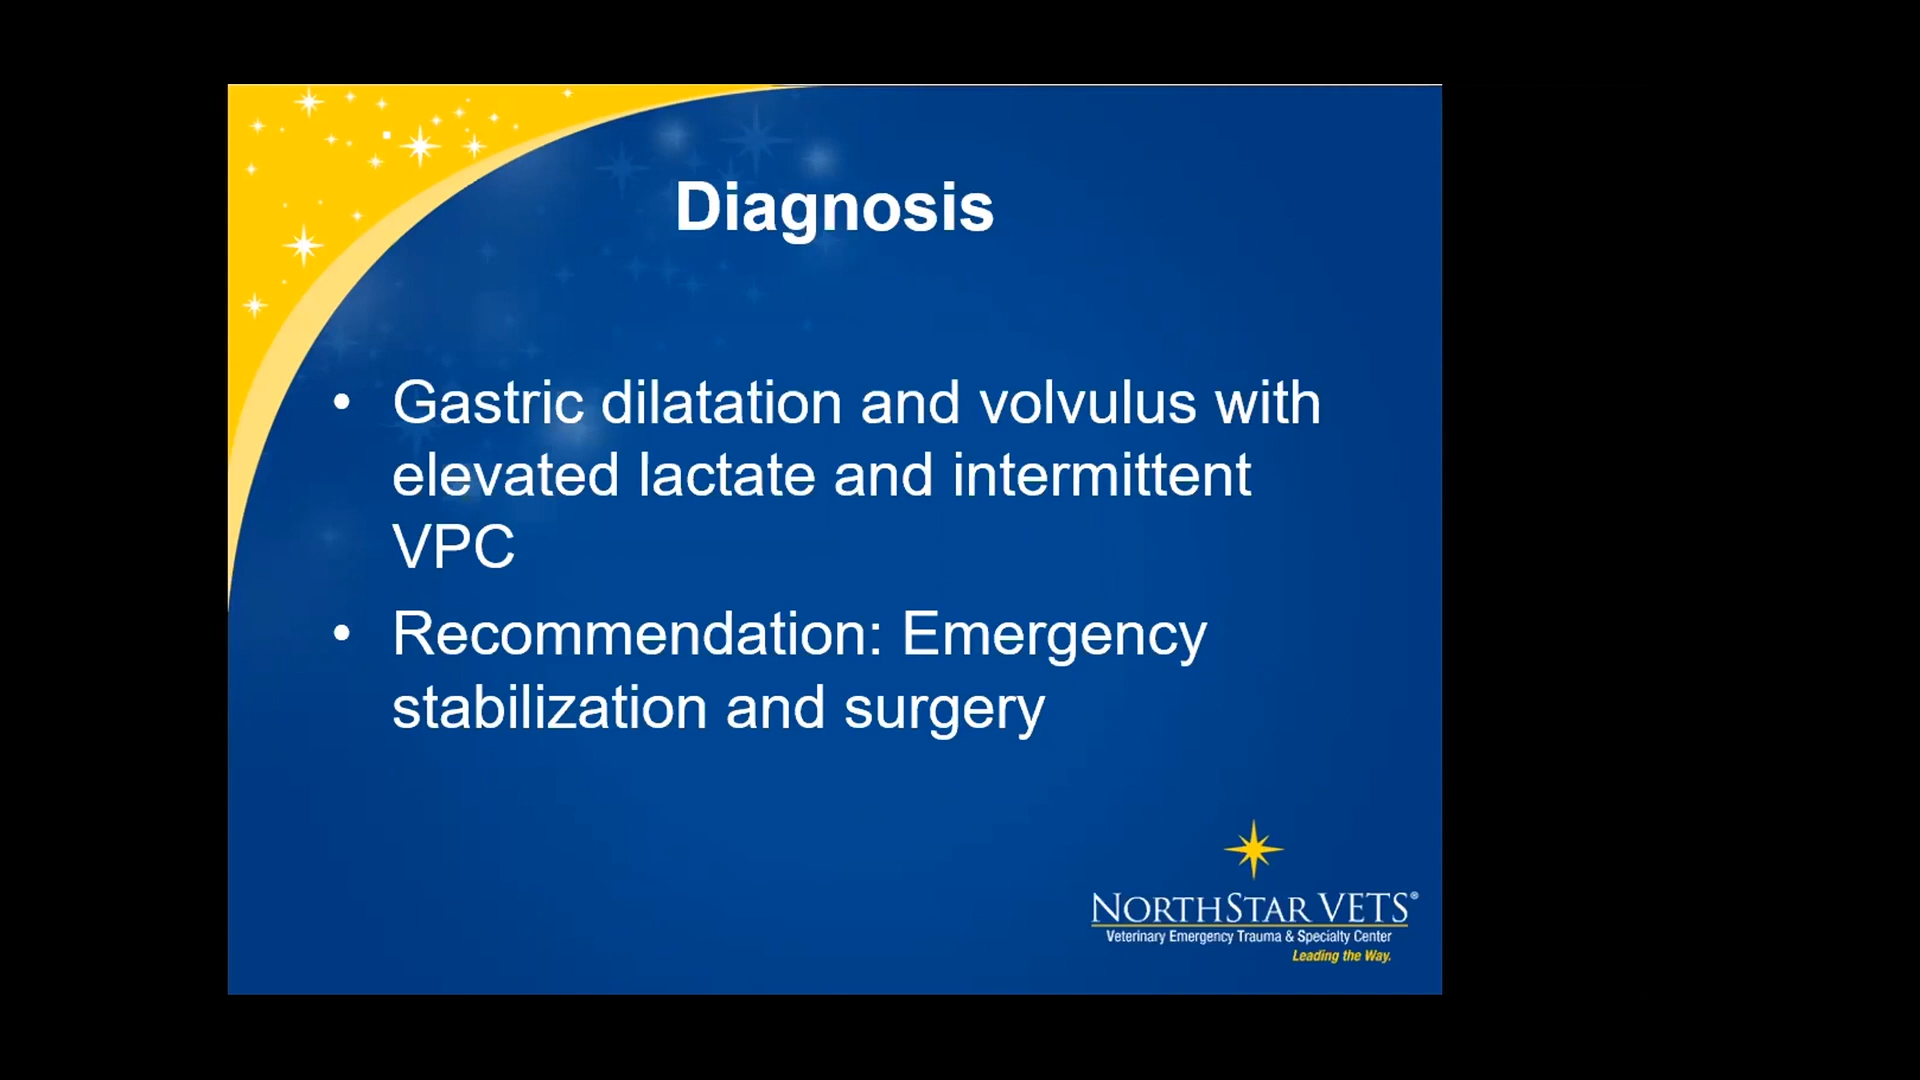 Diagnosis
• Gastric dilatation and volvulus with
elevated lactate and intermittent
VPC
• Recommendation: Emergency
stabilization and surgery
NORTHSTAR VETS®
Veterinary Emergency Trauma & Specialty Center
Leading the Way.